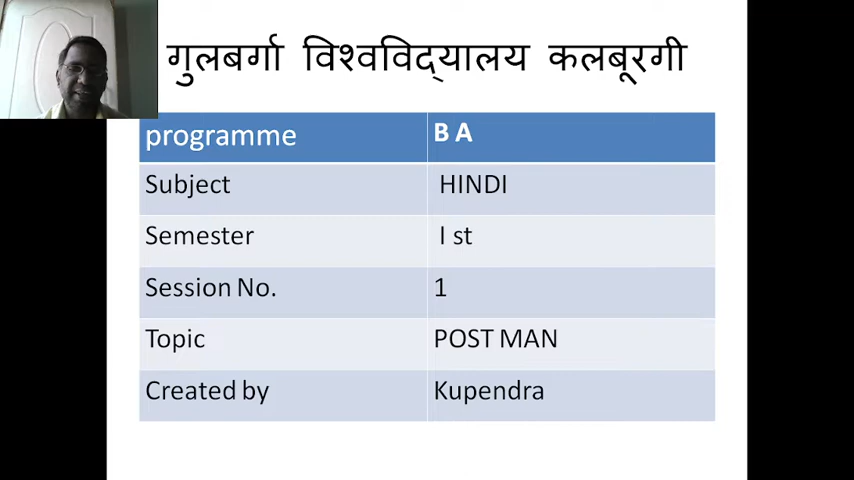 गुलबर्गा विश्वविद्यालय कलबूरगी
programme B A
Subject HINDI
Semester I st
Session No. 1
Topic POST MAN
Created by Kupendra